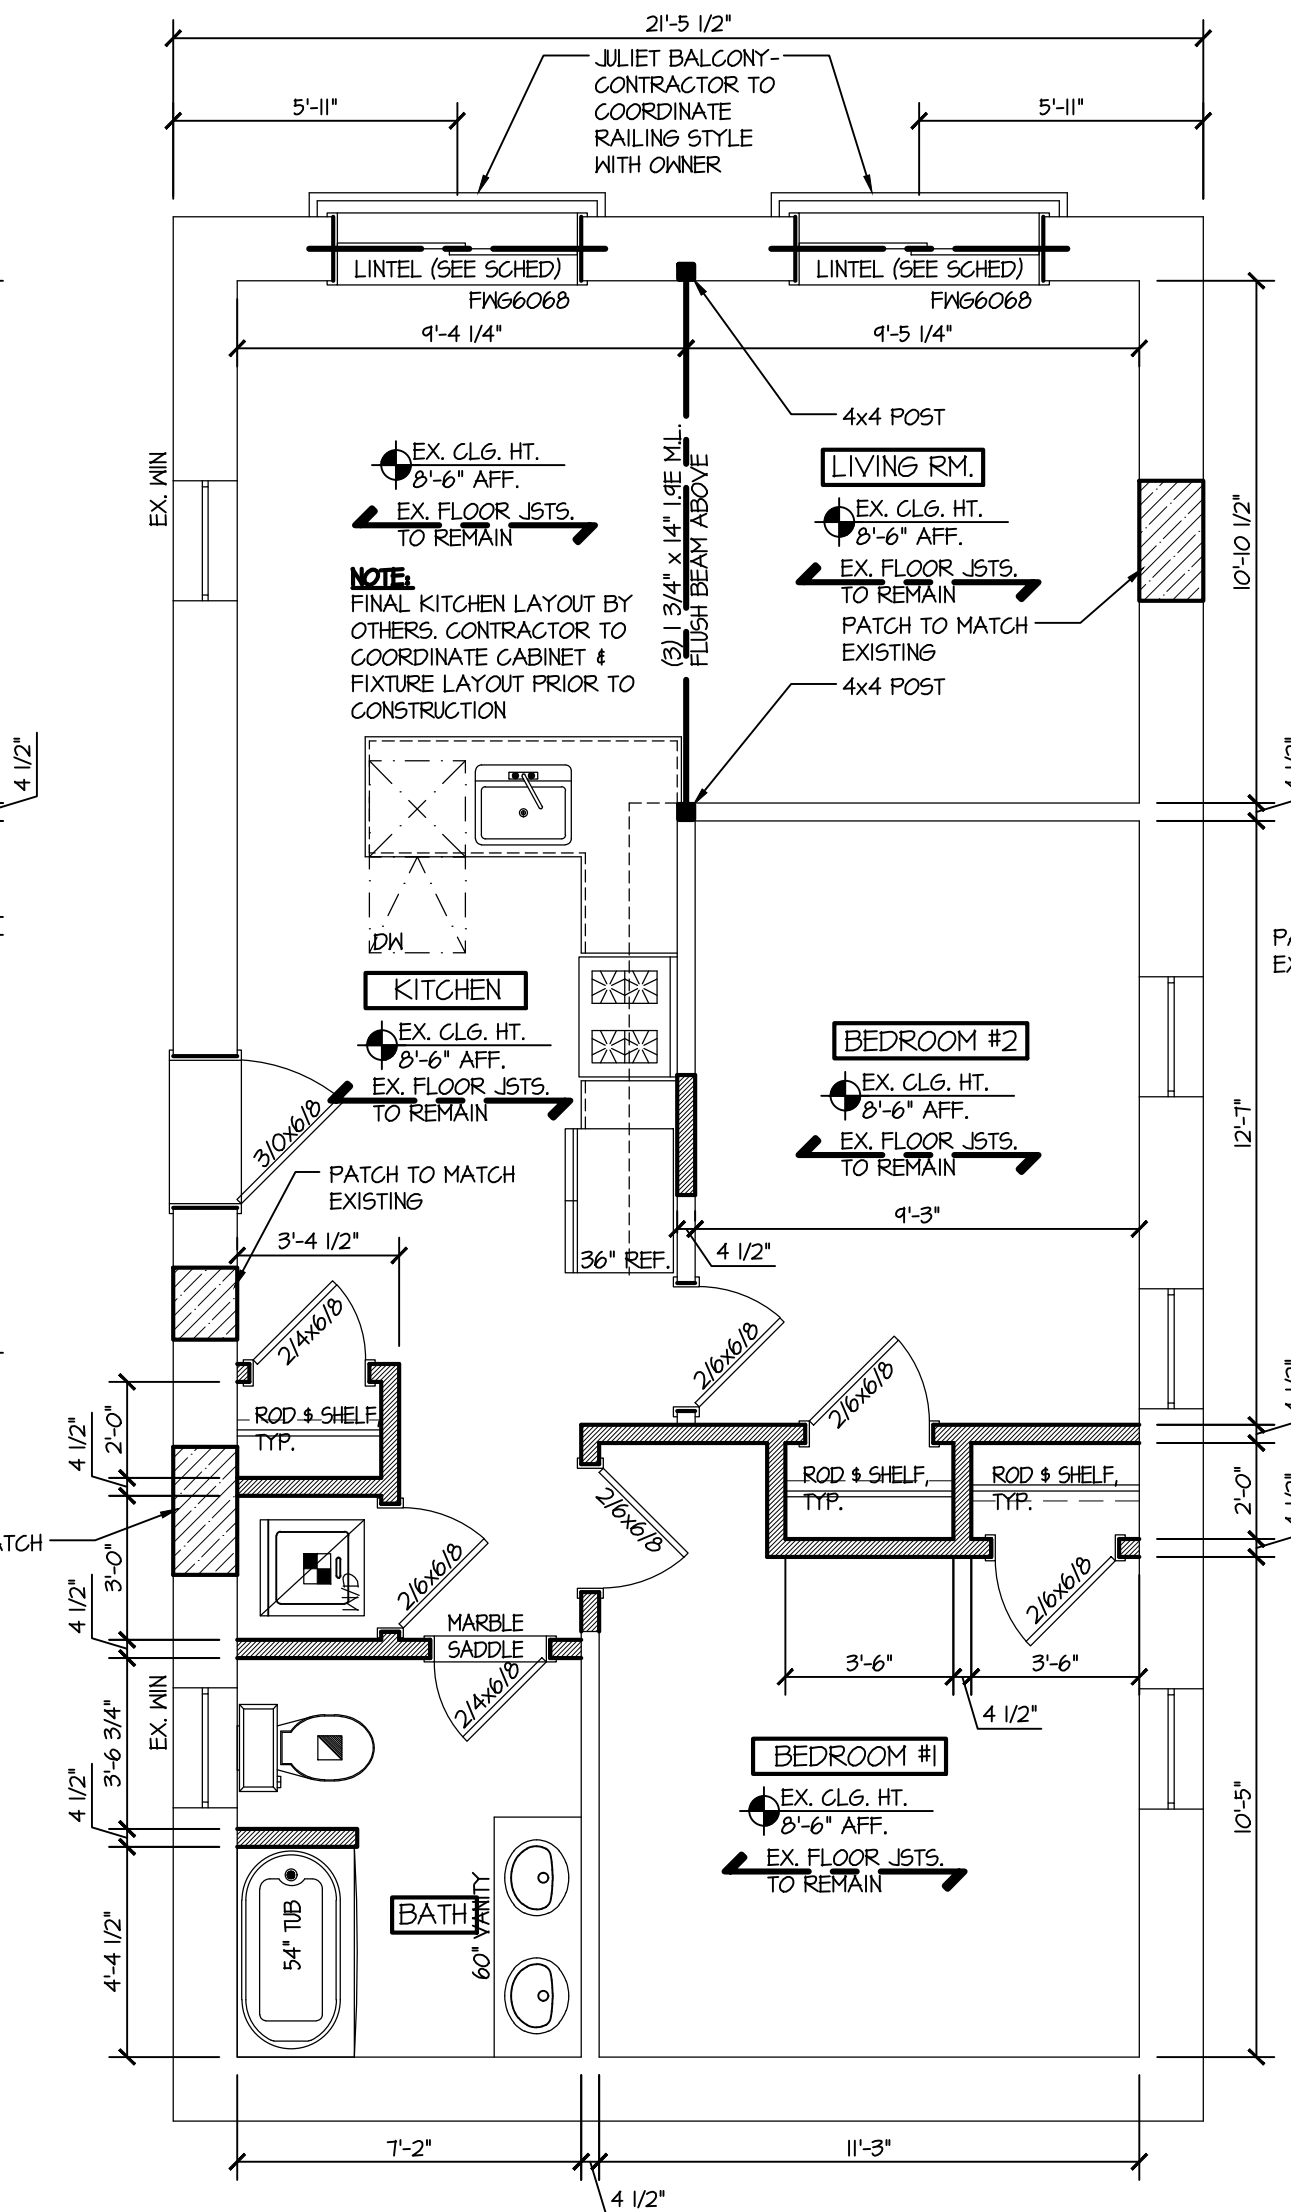 21'-5 1/2"
JULIET BALCONY-
CONTRACTOR TO
COORDINATE
RAILING STYLE
WITH OWNER
5'-11"
5'-11"
LINTEL (SEE SCHED)
FWG6068
LINTEL (SEE SCHED)
FWG6068
9'-4 1/4"
9'-5 1/4"
4x4 POST
EX. WIN
EX. CLG. HT.
8'-6" AFF.
EX. FLOOR JSTS.
TO REMAIN
(3) 1 3/4" x 14" 1.9E M.L.
FLUSH BEAM ABOVE
LIVING RM.
EX. CLG. HT.
8'-6" AFF.
EX. FLOOR JSTS.
TO REMAIN
PATCH TO MATCH
EXISTING
10'-10 1/2"
NOTE:
FINAL KITCHEN LAYOUT BY
OTHERS. CONTRACTOR TO
COORDINATE CABINET &
FIXTURE LAYOUT PRIOR TO
CONSTRUCTION
4x4 POST
4 1/2"
4 1/2"
DW
KITCHEN
EX. CLG. HT.
8'-6" AFF.
EX. FLOOR JSTS.
TO REMAIN
BEDROOM #2
EX. CLG. HT.
8'-6" AFF.
EX. FLOOR JSTS.
TO REMAIN
12'-7"
3/0x6/8
PATCH TO MATCH
EXISTING
3'-4 1/2"
36" REF.
9'-3"
4 1/2"
2/4x6/8
2/6x6/8
2/6x6/8
4 1/2"
2'-0"
4 1/2"
ROD & SHELF,
TYP.
ROD & SHELF,
TYP.
ROD & SHELF,
TYP.
2'-0"
4 1/2"
2/6x6/8
ATCH
3'-0"
W/D
2/6x6/8
2/6x6/8
4 1/2"
MARBLE
SADDLE
2/4x6/8
3'-6"
3'-6"
4 1/2"
EX. WIN
3'-6 3/4"
4 1/2"
BEDROOM #1
EX. CLG. HT.
8'-6" AFF.
EX. FLOOR JSTS.
TO REMAIN
10'-5"
54" TUB
BATH
60" VANITY
4'-4 1/2"
7'-2"
11'-3"
4 1/2"